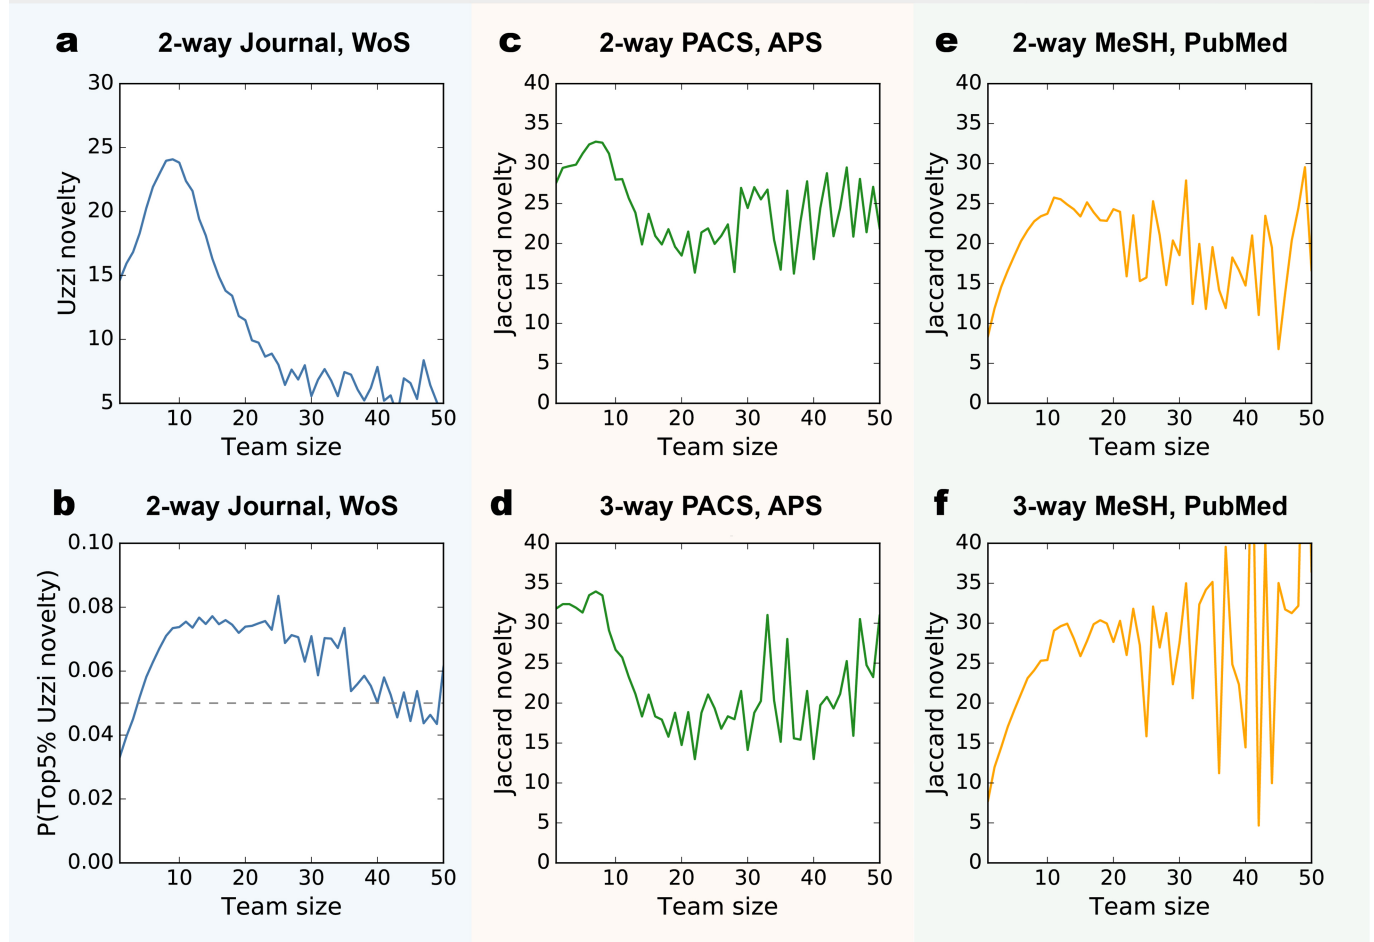 a 2-way Journal, WoS
Uzzi novelty
30
25
20
15
10
5
10 20 30 40 50
Team size
b 2-way Journal, WoS
P(Top5% Uzzi novelty)
0.10
0.08
0.06
0.04
0.02
0.00
10 20 30 40 50
Team size
c 2-way PACS, APS
Jaccard novelty
40
35
30
25
20
15
10
5
0
10 20 30 40 50
Team size
d 3-way PACS, APS
Jaccard novelty
40
35
30
25
20
15
10
5
0
10 20 30 40 50
Team size
e 2-way MeSH, PubMed
Jaccard novelty
40
35
30
25
20
15
10
5
0
10 20 30 40 50
Team size
f 3-way MeSH, PubMed
Jaccard novelty
40
35
30
25
20
15
10
5
0
10 20 30 40 50
Team size